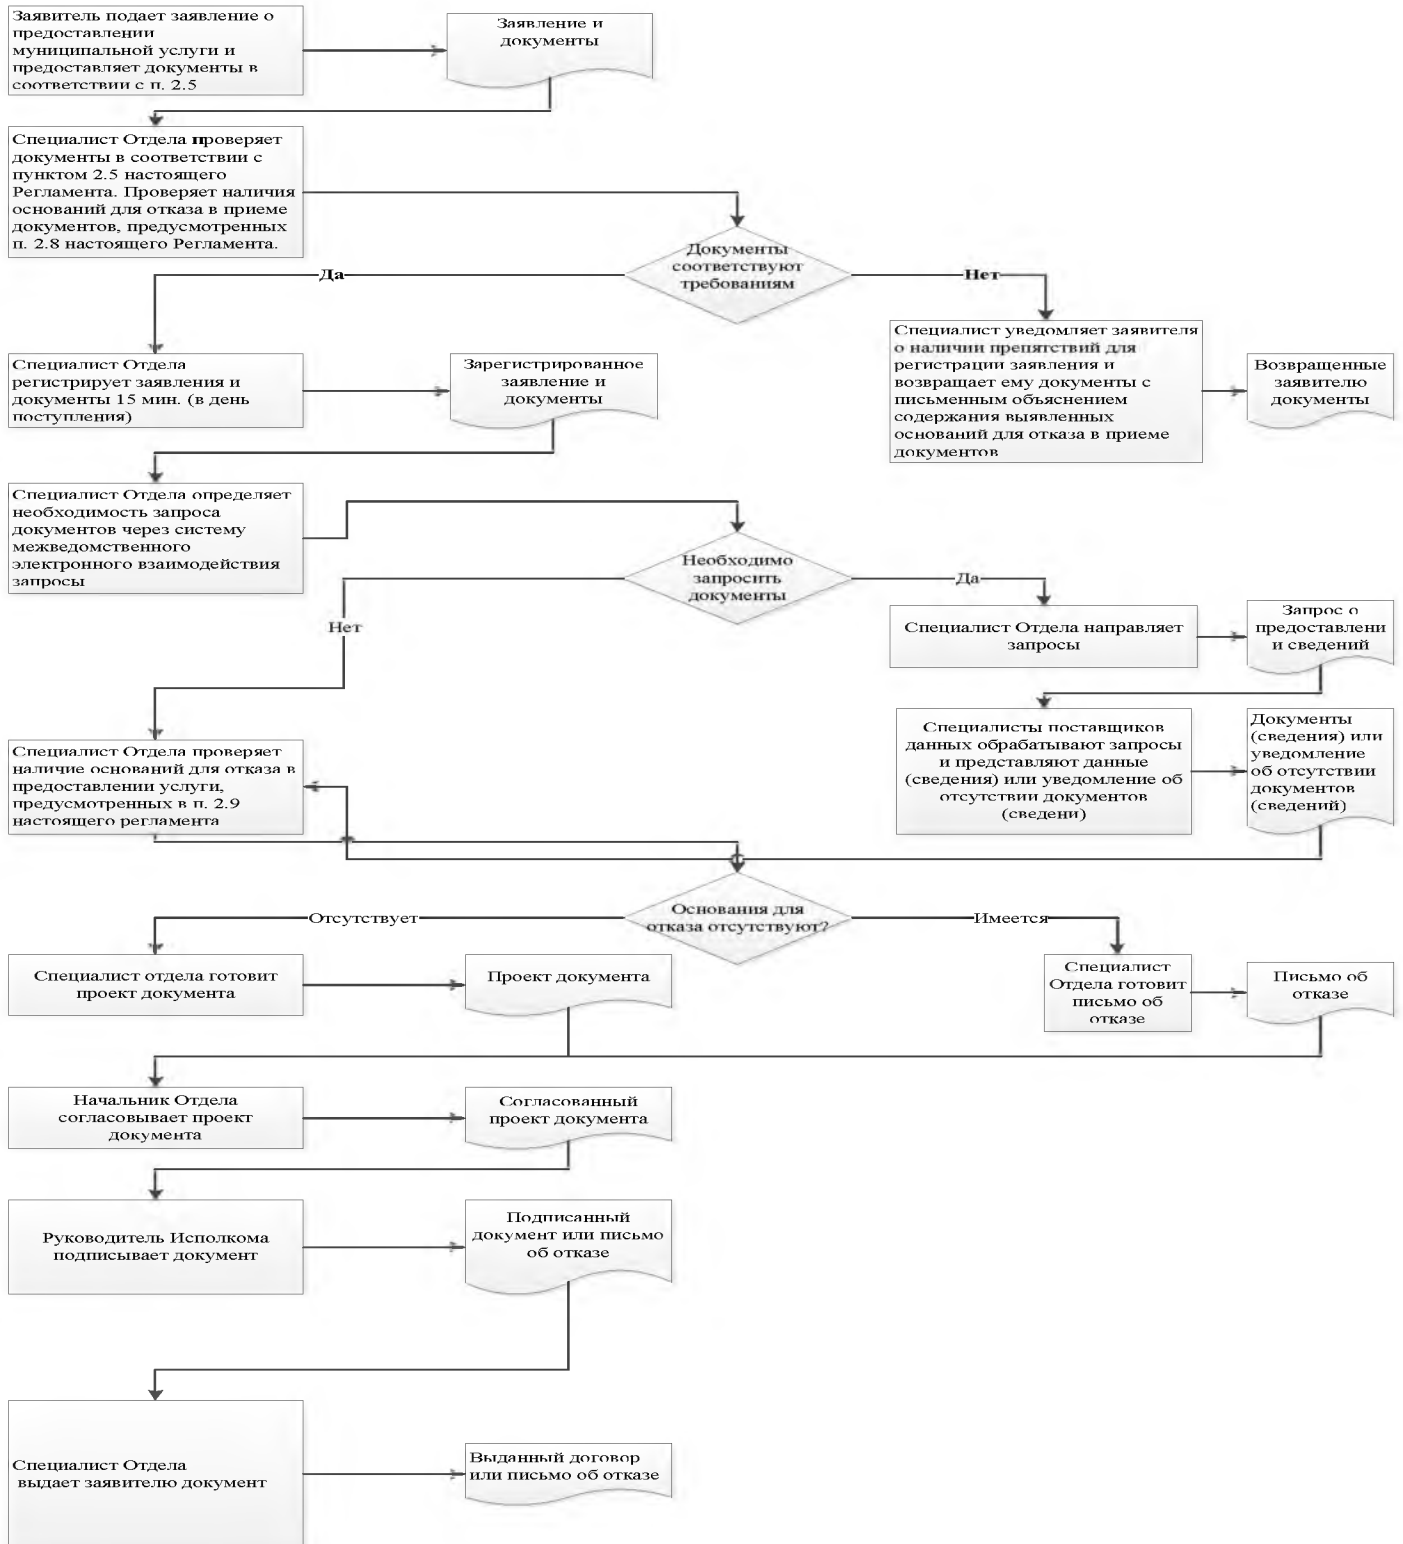 Заявитель подает заявление о
предоставлении
муниципальной услуги и
предоставляет документы в
соответствии с п. 2.5
Заявление и
документы
Специалист Отдела проверяет
документы в соответствии с
пунктом 2.5 настоящего
Регламента. Проверяет наличия
оснований для отказа в приеме
документов, предусмотренных
п. 2.8 настоящего Регламента.
Документы
соответствуют
требованиям
Да
Нет
Специалист уведомляет заявителя
о наличии препятствий для
регистрации заявления и
возвращает ему документы с
письменным объяснением
содержания выявленных
оснований для отказа в приеме
документов
Возвращенные
заявителю
документы
Специалист Отдела
регистрирует заявления и
документы 15 мин. (в день
поступления)
Зарегистрированное
заявление и
документы
Специалист Отдела определяет
необходимость запроса
документов через систему
межведомственного
электронного взаимодействия
запросы
Необходимо
запросить
документы
Да
Нет
Специалист Отдела направляет
запросы
Запрос о
предоставлени
и сведений
Специалисты поставщиков
данных обрабатывают запросы
и представляют данные
(сведения) или уведомление об
отсутствии документов
(сведени)
Документы
(сведения) или
уведомление
об отсутствии
документов
(сведений)
Специалист Отдела проверяет
наличие оснований для отказа в
предоставлении услуги,
предусмотренных в п. 2.9
настоящего регламента
Основания для
отказа отсутствуют?
Отсутствует
Имеется
Специалист отдела готовит
проект документа
Проект документа
Специалист
Отдела готовит
письмо об
отказе
Письмо об
отказе
Начальник Отдела
согласовывает проект
документа
Согласованный
проект документа
Руководитель Исполкома
подписывает документ
Подписанный
документ или письмо
об отказе
Специалист Отдела
выдает заявителю документ
Выданный договор
или письмо об отказе